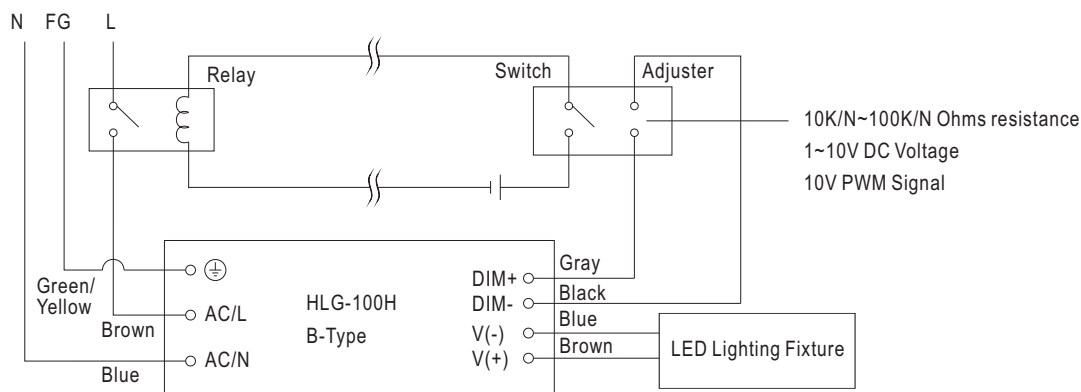 N FG L
Relay
Switch
Adjuster
10K/N~100K/N Ohms resistance
1~10V DC Voltage
10V PWM Signal
Green/
Yellow
Brown
Blue
AC/L
AC/N
HLG-100H
B-Type
DIM+
DIM-
V(-)
V(+)
Gray
Black
Blue
Brown
LED Lighting Fixture